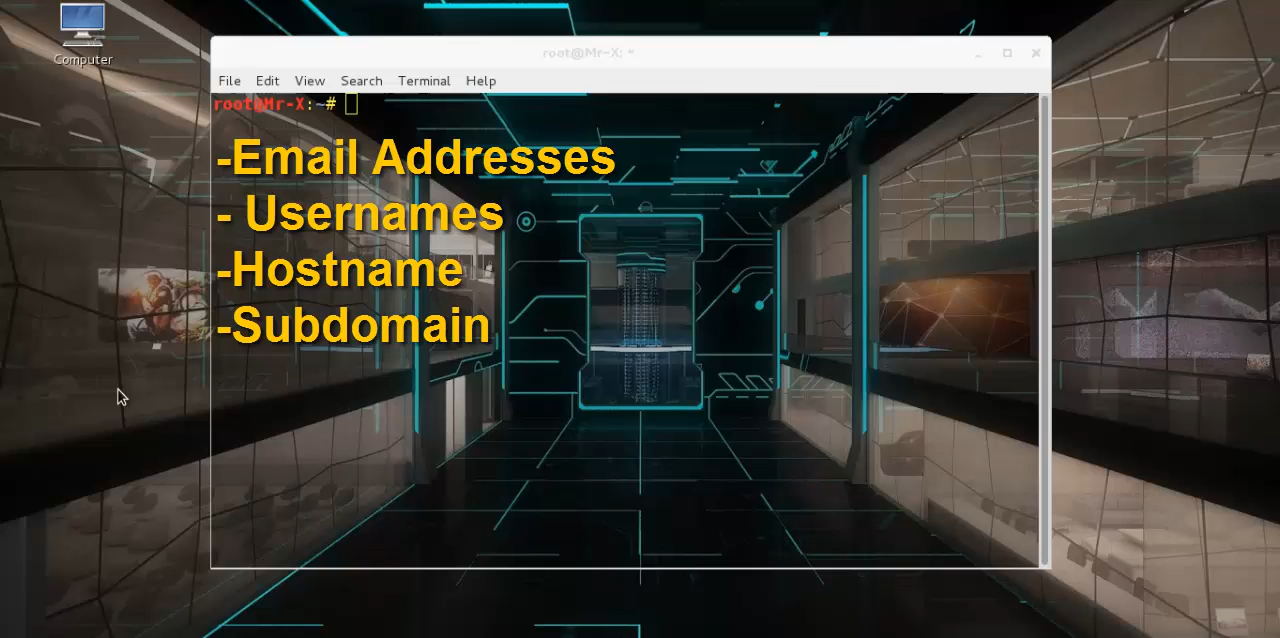 Computer
root@Mr-X: ~
File Edit View Search Terminal Help
root@Mr-X:~#
-Email Addresses
- Usernames
-Hostname
-Subdomain